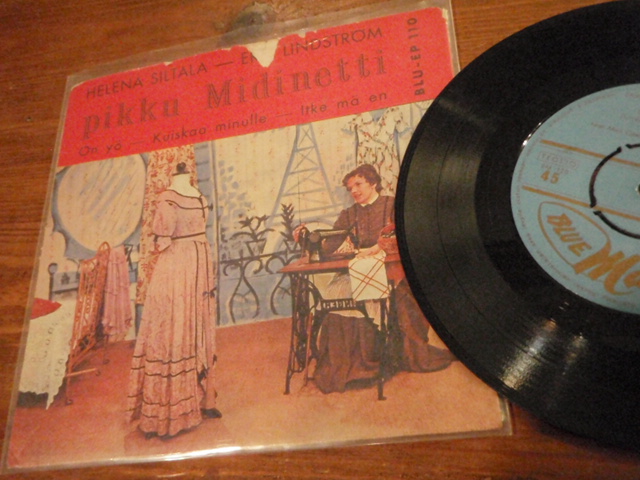 HELENA SILTALA — E LINDSTRÖM
pikku Midinetti
On yö — Kuiskaa minulle — Itke mä en
BLU-EP 110
45
BLUE